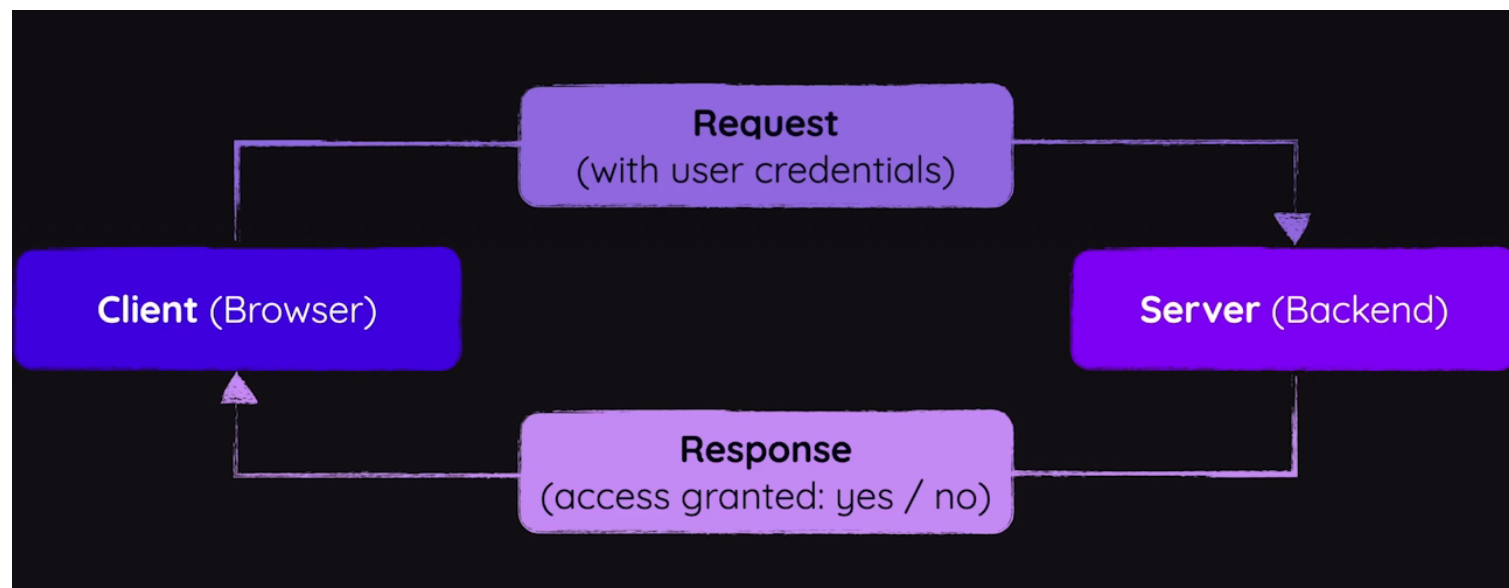 Request
(with user credentials)
Client (Browser)
Server (Backend)
Response
(access granted: yes / no)